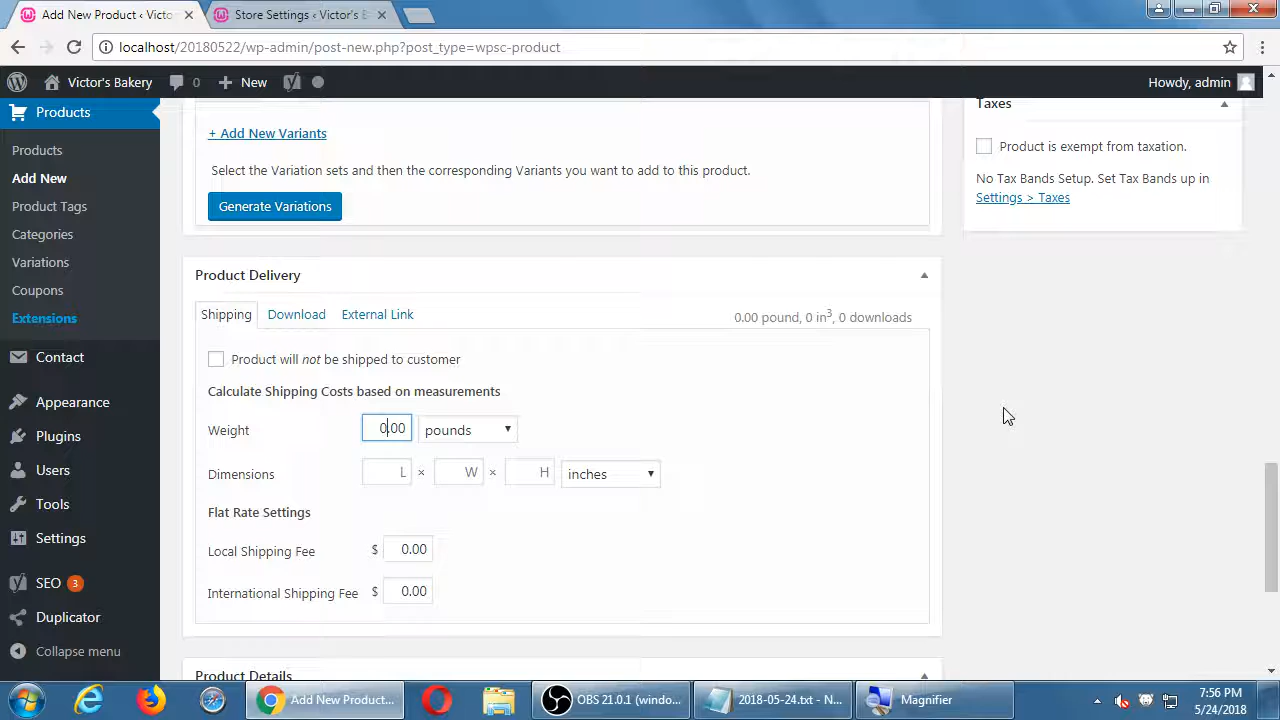 Add New Product ‹ Victo
Store Settings ‹ Victor's B
localhost/20180522/wp-admin/post-new.php?post_type=wpsc-product
Victor's Bakery
0
New
Howdy, admin
Products
Products
Add New
Product Tags
Categories
Variations
Coupons
Extensions
Contact
Appearance
Plugins
Users
Tools
Settings
SEO 3
Duplicator
Collapse menu
+ Add New Variants
Select the Variation sets and then the corresponding Variants you want to add to this product.
Generate Variations
Taxes
Product is exempt from taxation.
No Tax Bands Setup. Set Tax Bands up in
Settings > Taxes
Product Delivery
Shipping
Download
External Link
0.00 pound, 0 in³, 0 downloads
Product will not be shipped to customer
Calculate Shipping Costs based on measurements
Weight 0.00 pounds
Dimensions L × W × H inches
Flat Rate Settings
Local Shipping Fee $ 0.00
International Shipping Fee $ 0.00
Product Details
Add New Product...
OBS 21.0.1 (windo...
2018-05-24.txt - N...
Magnifier
7:56 PM
5/24/2018